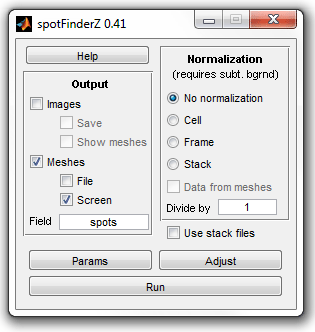 spotFinderZ 0.41
Help
Output
Images
Save
Show meshes
Meshes
File
Screen
Field spots
Normalization
(requires subt. bgrnd)
No normalization
Cell
Frame
Stack
Data from meshes
Divide by 1
Use stack files
Params
Adjust
Run